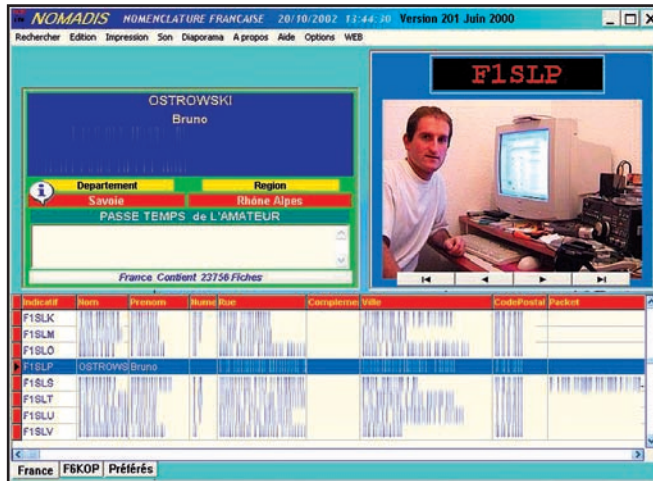 NOMADIS NOMENCLATURE FRANCAISE 20/10/2002 13:44:30 Version 201 Juin 2000
Rechercher Edition Impression Son Diaporama A propos Aide Options WEB
F1SLP
OSTROWSKI
Bruno
Departement Region
Savoie Rhône Alpes
PASSE TEMPS de L'AMATEUR
France Contient 23756 Fiches
Indicatif Nom Prenom Nume Rue Compleme Ville CodePostal Packet
F1SLK
F1SLM
F1SLO
F1SLP OSTROWS Bruno
F1SLS
F1SLT
F1SLU
F1SLV
France F6KOP Préférés